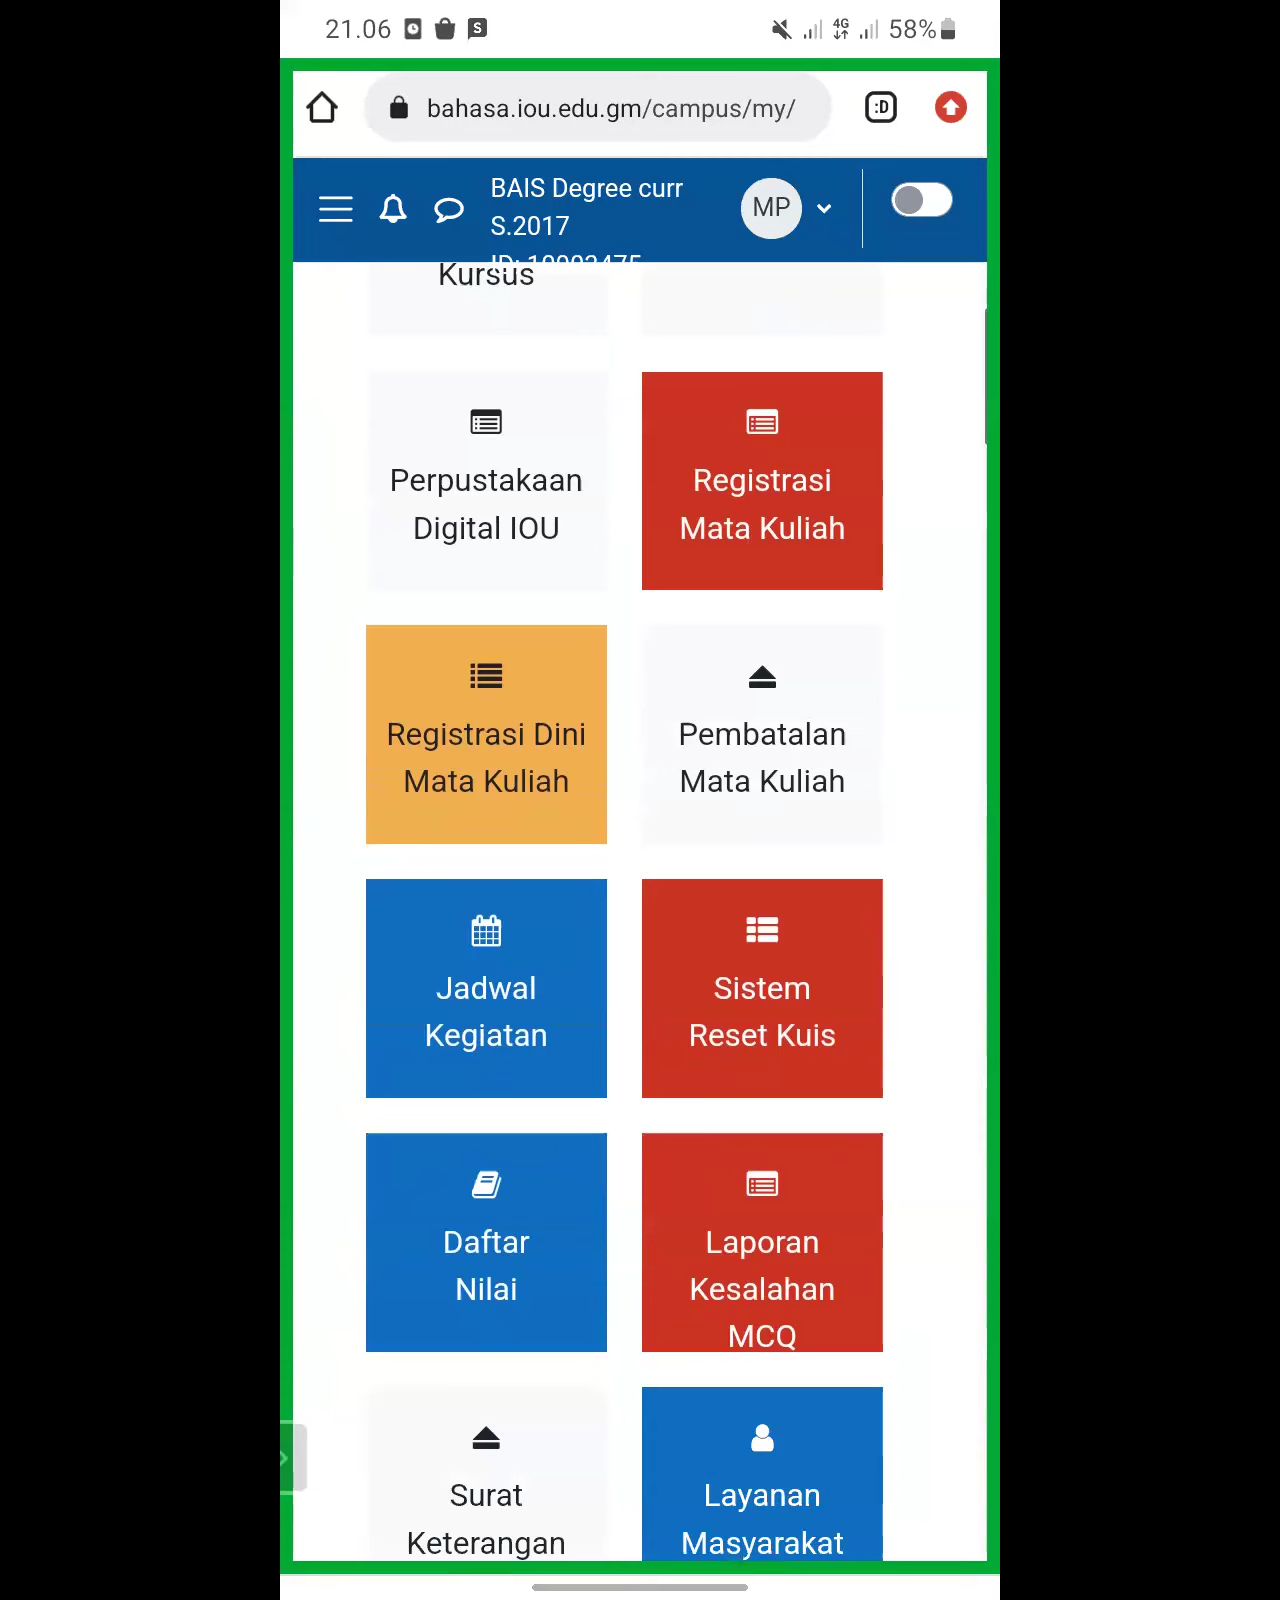 21.06
4G
58%
bahasa.iou.edu.gm/campus/my/
:D
BAIS Degree curr
S.2017
MP
Kursus
Perpustakaan
Digital IOU
Registrasi
Mata Kuliah
Registrasi Dini
Mata Kuliah
Pembatalan
Mata Kuliah
Jadwal
Kegiatan
Sistem
Reset Kuis
Daftar
Nilai
Laporan
Kesalahan
MCQ
Surat
Keterangan
Layanan
Masyarakat